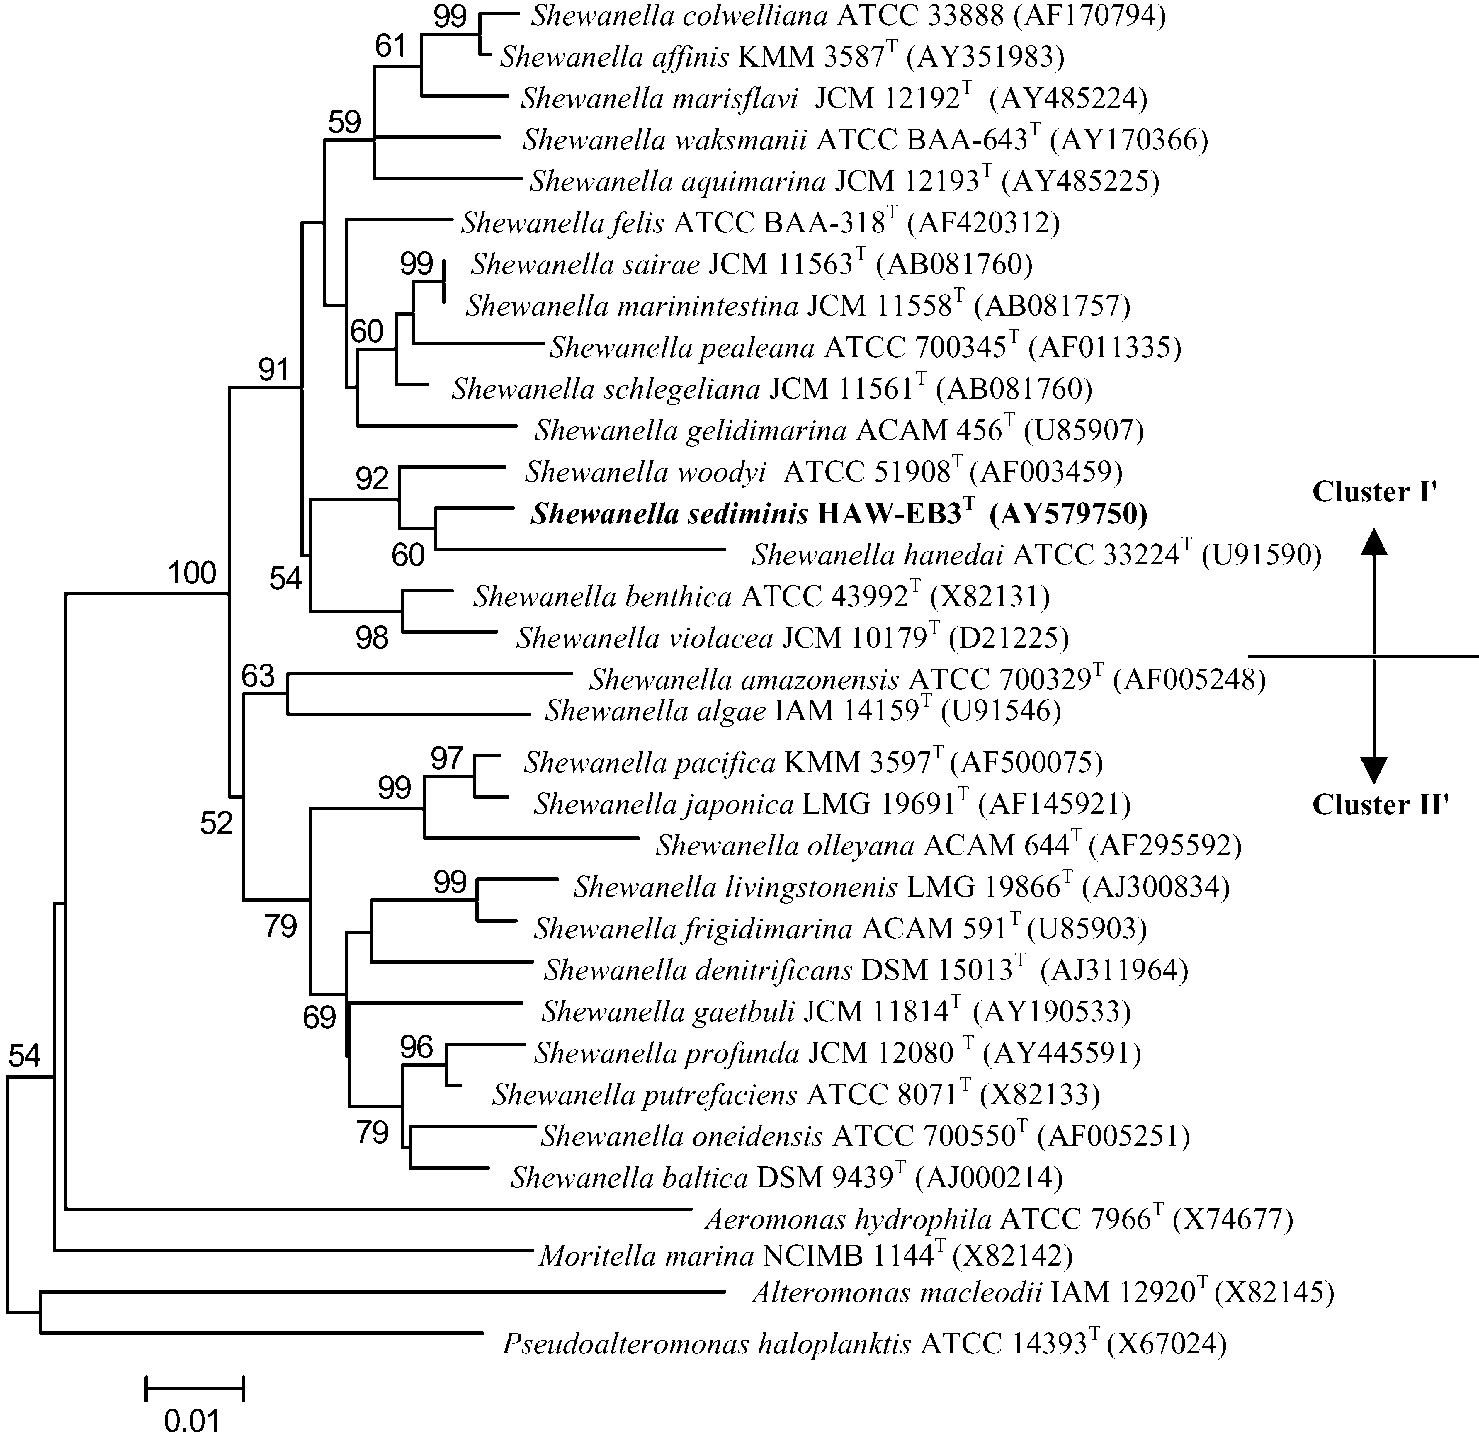 99 Shewanella colwelliana ATCC 33888 (AF170794)
61 Shewanella affinis KMM 3587T (AY351983)
Shewanella marisflavi JCM 12192T (AY485224)
59 Shewanella waksmanii ATCC BAA-643T (AY170366)
Shewanella aquimarina JCM 12193T (AY485225)
Shewanella felis ATCC BAA-318T (AF420312)
99 Shewanella sairae JCM 11563T (AB081760)
Shewanella marinintestina JCM 11558T (AB081757)
60 Shewanella pealeana ATCC 700345T (AF011335)
91 Shewanella schlegeliana JCM 11561T (AB081760)
Shewanella gelidimarina ACAM 456T (U85907)
92 Shewanella woodyi ATCC 51908T (AF003459)
Cluster I'
Shewanella sediminis HAW-EB3T (AY579750)
60 Shewanella hanedai ATCC 33224T (U91590)
100 54 Shewanella benthica ATCC 43992T (X82131)
98 Shewanella violacea JCM 10179T (D21225)
63 Shewanella amazonensis ATCC 700329T (AF005248)
Shewanella algae IAM 14159T (U91546)
97 Shewanella pacifica KMM 3597T (AF500075)
99 Shewanella japonica LMG 19691T (AF145921)
Cluster II'
52 Shewanella olleyana ACAM 644T (AF295592)
99 Shewanella livingstonenis LMG 19866T (AJ300834)
79 Shewanella frigidimarina ACAM 591T (U85903)
Shewanella denitrificans DSM 15013T (AJ311964)
69 Shewanella gaetbuli JCM 11814T (AY190533)
54 96 Shewanella profunda JCM 12080 T (AY445591)
Shewanella putrefaciens ATCC 8071T (X82133)
79 Shewanella oneidensis ATCC 700550T (AF005251)
Shewanella baltica DSM 9439T (AJ000214)
Aeromonas hydrophila ATCC 7966T (X74677)
Moritella marina NCIMB 1144T (X82142)
Alteromonas macleodii IAM 12920T (X82145)
Pseudoalteromonas haloplanktis ATCC 14393T (X67024)
0.01